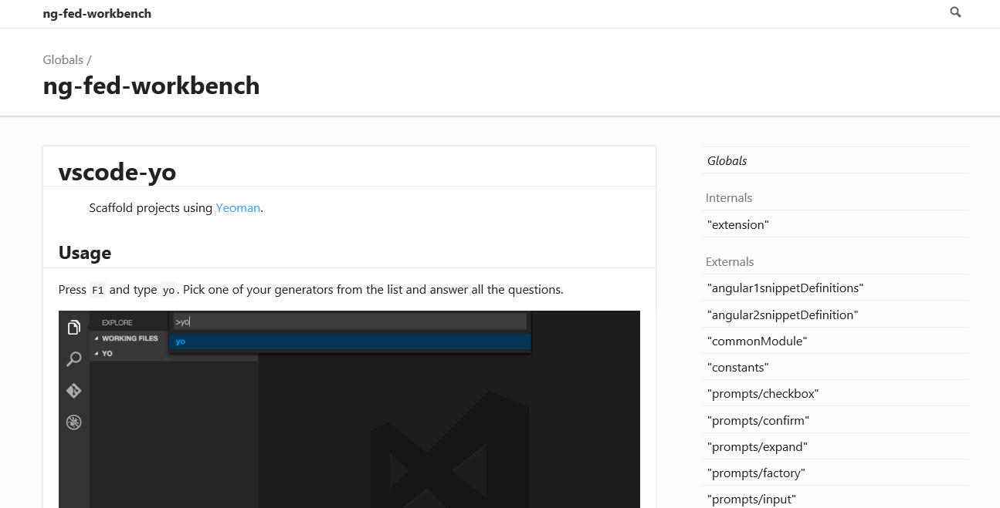 ng-fed-workbench
Globals /
ng-fed-workbench
vscode-yo
Scaffold projects using Yeoman.
Usage
Press F1 and type yo. Pick one of your generators from the list and answer all the questions.
EXPLORE
WORKING FILES
YO
>yo
yo
Globals
Internals
"extension"
Externals
"angular1snippetDefinitions"
"angular2snippetDefinition"
"commonModule"
"constants"
"prompts/checkbox"
"prompts/confirm"
"prompts/expand"
"prompts/factory"
"prompts/input"